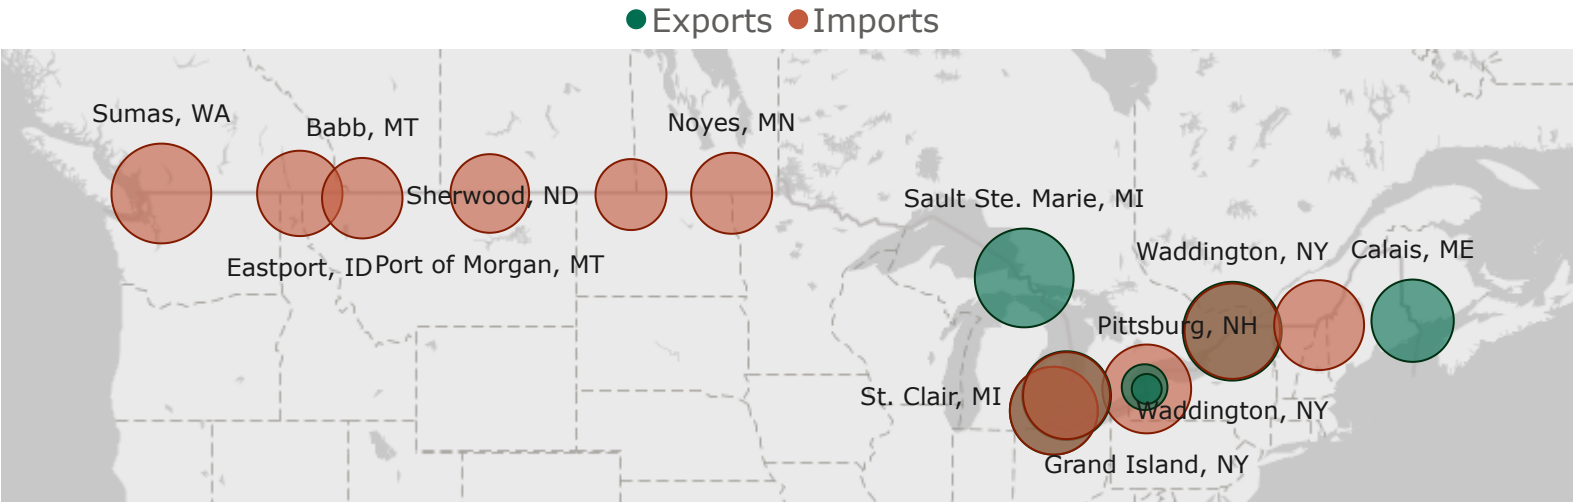 Exports Imports
Sumas, WA
Babb, MT
Noyes, MN
Sherwood, ND
Sault Ste. Marie, MI
Waddington, NY
Calais, ME
Eastport, ID
Port of Morgan, MT
Pittsburg, NH
St. Clair, MI
Waddington, NY
Grand Island, NY